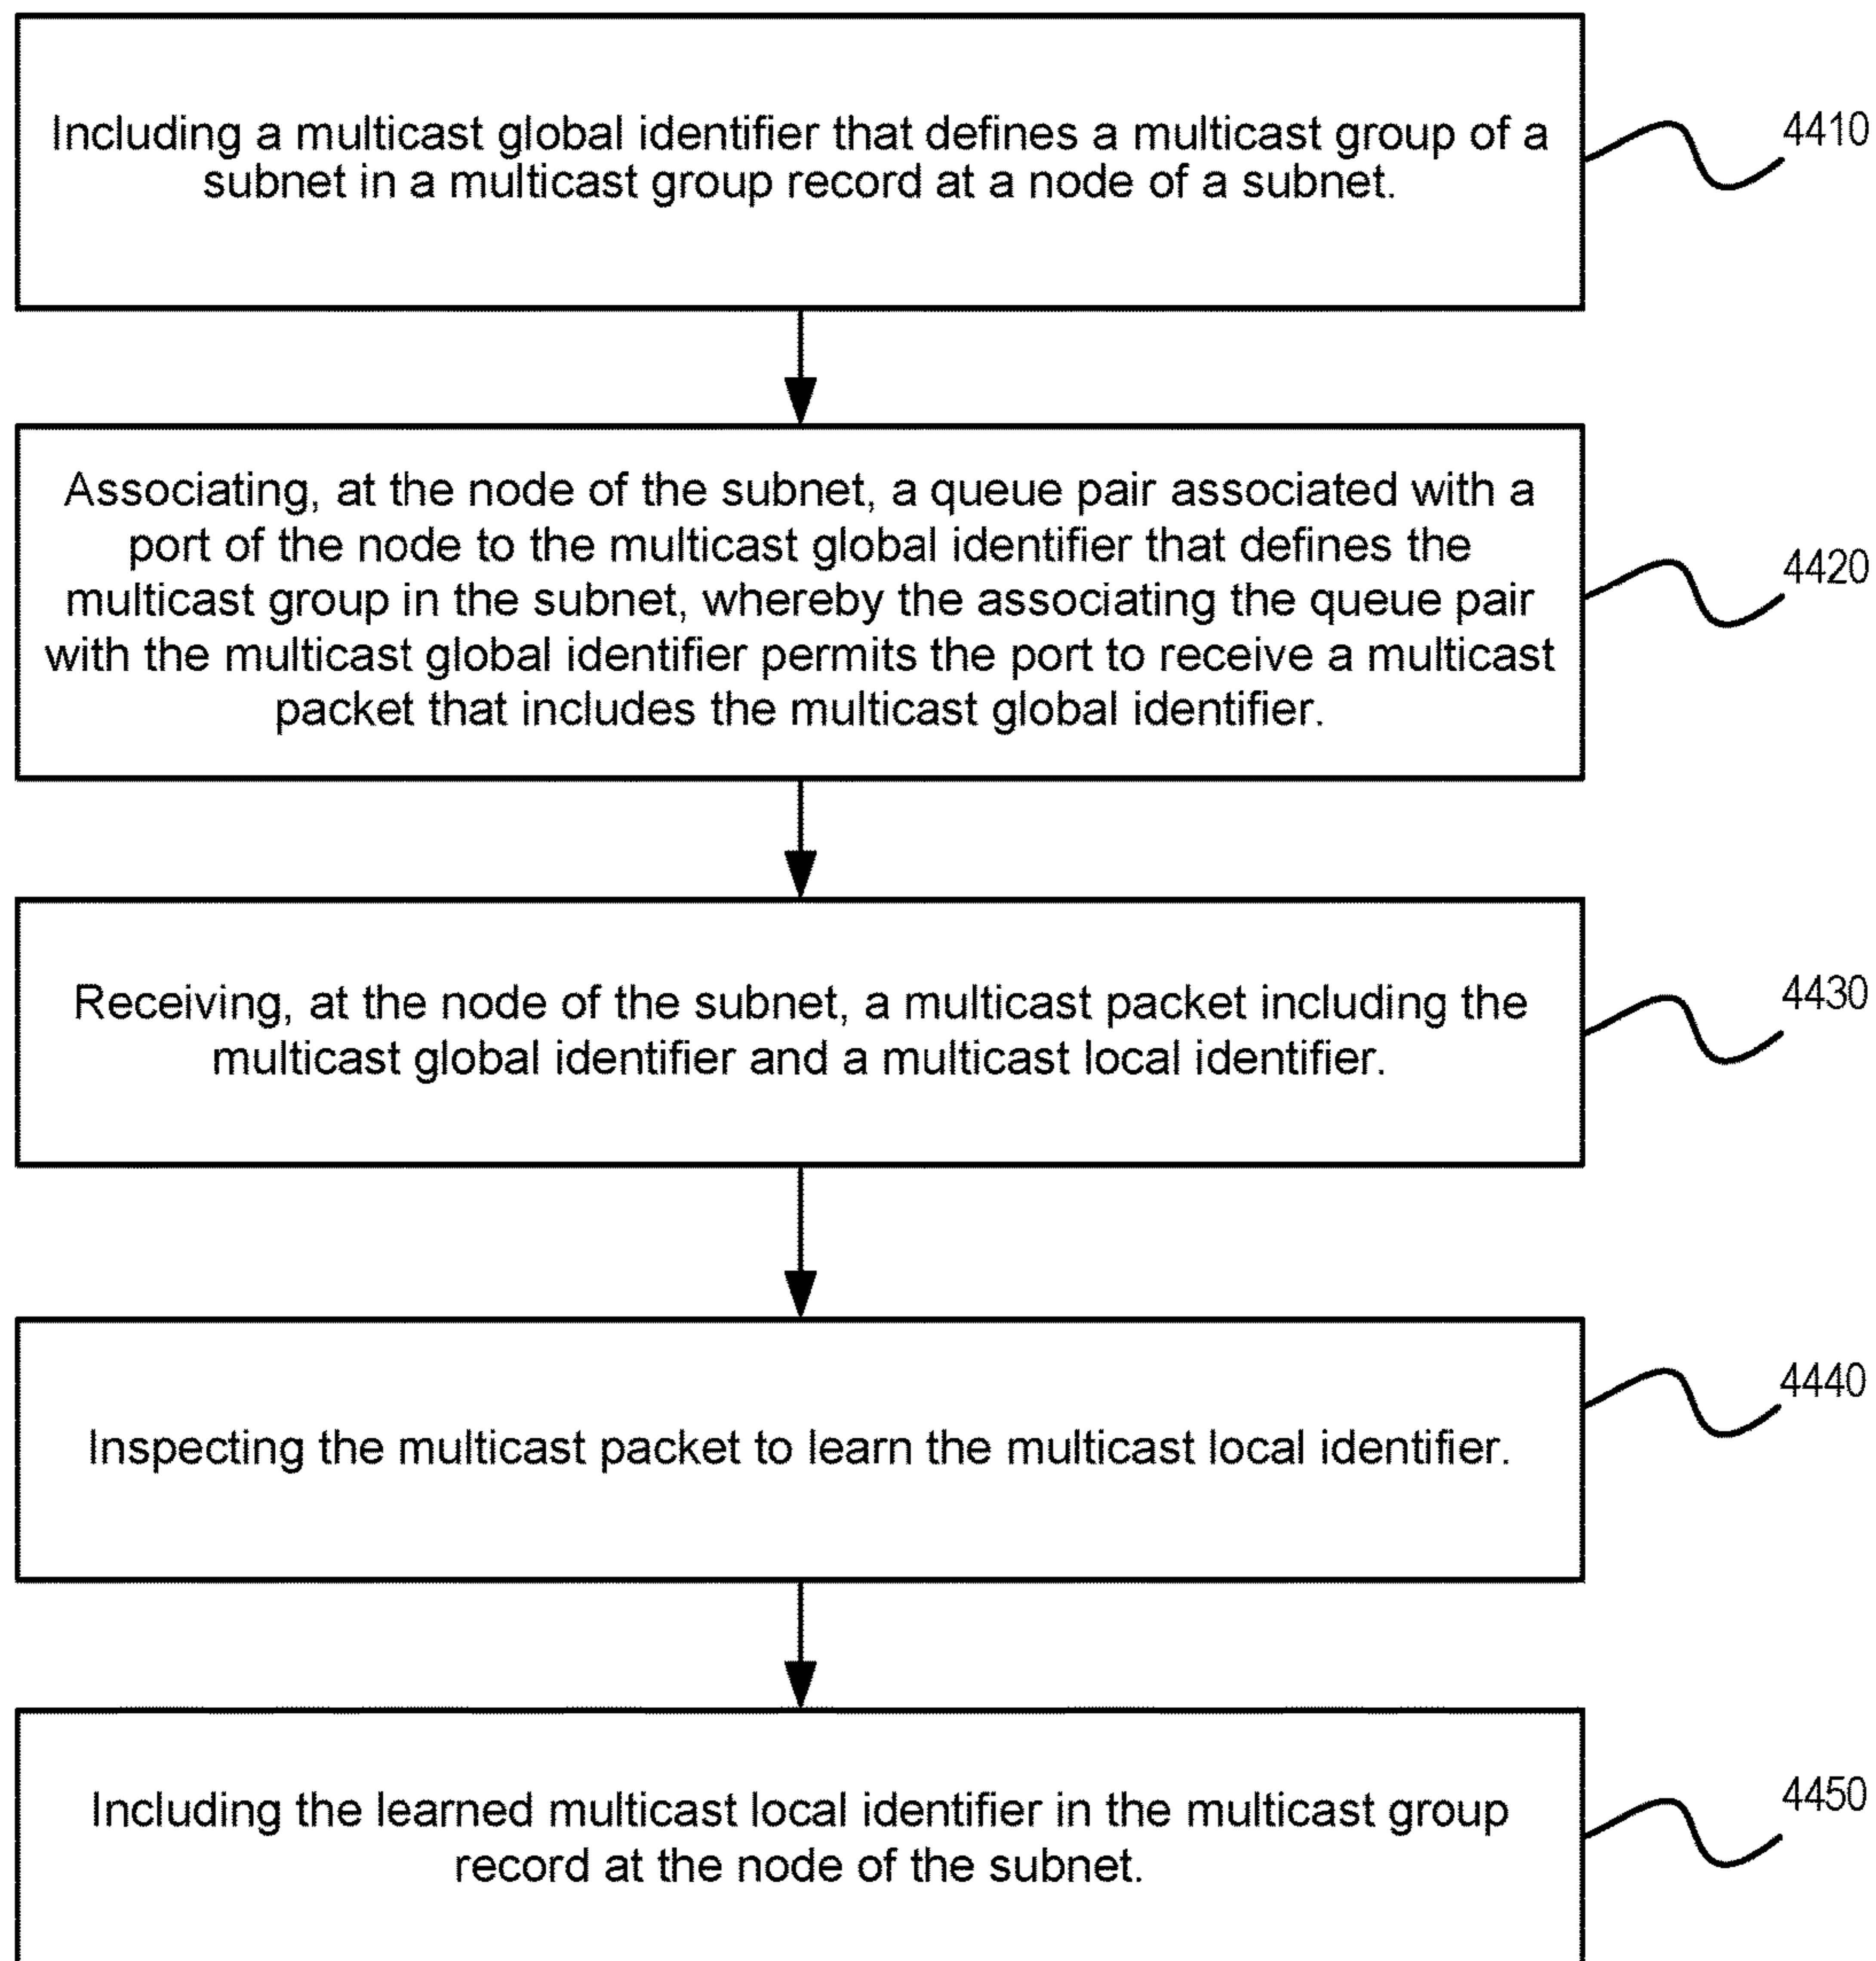 Including a multicast global identifier that defines a multicast group of a
subnet in a multicast group record at a node of a subnet.
4410
Associating, at the node of the subnet, a queue pair associated with a
port of the node to the multicast global identifier that defines the
multicast group in the subnet, whereby the associating the queue pair
with the multicast global identifier permits the port to receive a multicast
packet that includes the multicast global identifier.
4420
Receiving, at the node of the subnet, a multicast packet including the
multicast global identifier and a multicast local identifier.
4430
Inspecting the multicast packet to learn the multicast local identifier.
4440
Including the learned multicast local identifier in the multicast group
record at the node of the subnet.
4450